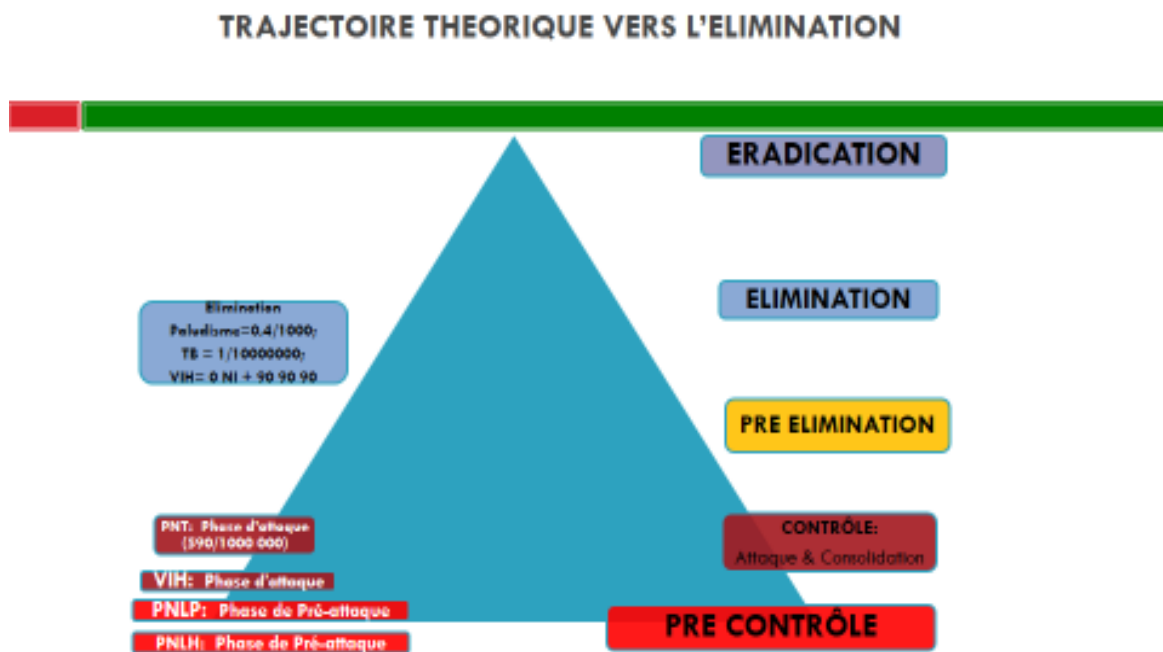 TRAJECTOIRE THEORIQUE VERS L'ELIMINATION
ERADICATION
ELIMINATION
Elimination
Paludisme=0.4/1000;
TB = 1/10000000;
VIH= 0 NI + 90 90 90
PRE ELIMINATION
PNT: Phase d'attaque
(590/1000 000)
CONTRÔLE:
Attaque & Consolidation
VIH: Phase d'attaque
PNLP: Phase de Pré-attaque
PRE CONTRÔLE
PNLH: Phase de Pré-attaque